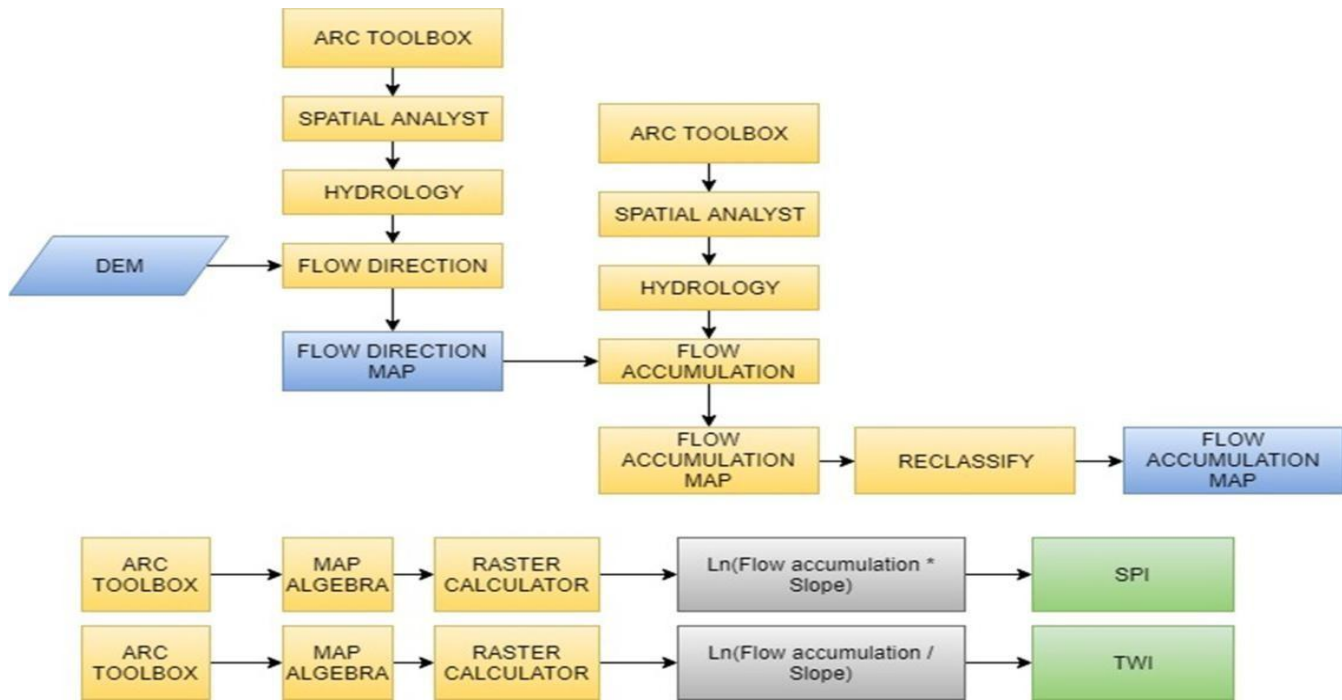 ARC TOOLBOX
SPATIAL ANALYST
HYDROLOGY
DEM
FLOW DIRECTION
FLOW DIRECTION
MAP
ARC TOOLBOX
SPATIAL ANALYST
HYDROLOGY
FLOW
ACCUMULATION
FLOW
ACCUMULATION
MAP
RECLASSIFY
FLOW
ACCUMULATION
MAP
ARC
TOOLBOX
MAP
ALGEBRA
RASTER
CALCULATOR
Ln(Flow accumulation *
Slope)
SPI
ARC
TOOLBOX
MAP
ALGEBRA
RASTER
CALCULATOR
Ln(Flow accumulation /
Slope)
TWI